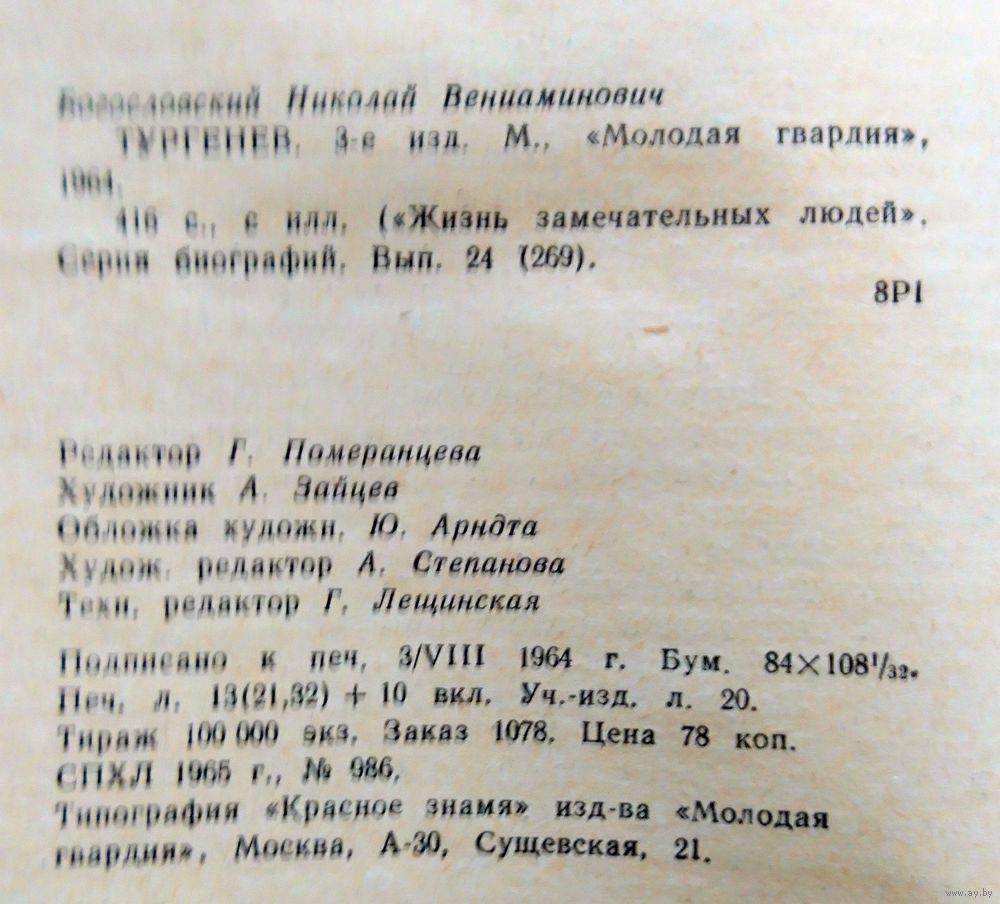 Богословский Николай Вениаминович
ТУРГЕНЕВ. 3-е изд. М., «Молодая гвардия»,
1964.
416 с., с илл. («Жизнь замечательных людей».
Серия биографий. Вып. 24 (269).
8Р1
Редактор Г. Померанцева
Художник А. Зайцев
Обложка художн. Ю. Арндта
Худож. редактор А. Степанова
Техн. редактор Г. Лещинская
Подписано к печ. 3/VIII 1964 г. Бум. 84×108¹/₃₂.
Печ. л. 13(21,32) + 10 вкл. Уч.-изд. л. 20.
Тираж 100 000 экз. Заказ 1078. Цена 78 коп.
СПХЛ 1965 г., № 986.
Типография «Красное знамя» изд-ва «Молодая
гвардия», Москва, А-30, Сущевская, 21.
www.ay.by